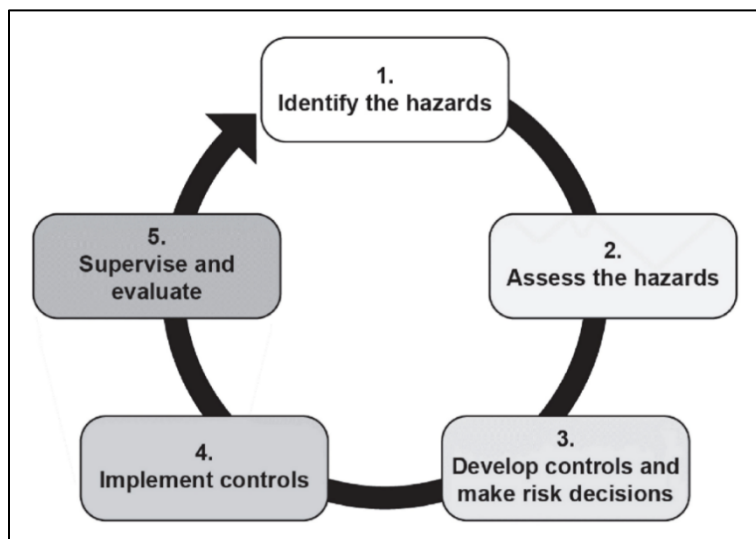 1.
Identify the hazards
2.
Assess the hazards
3.
Develop controls and
make risk decisions
4.
Implement controls
5.
Supervise and
evaluate